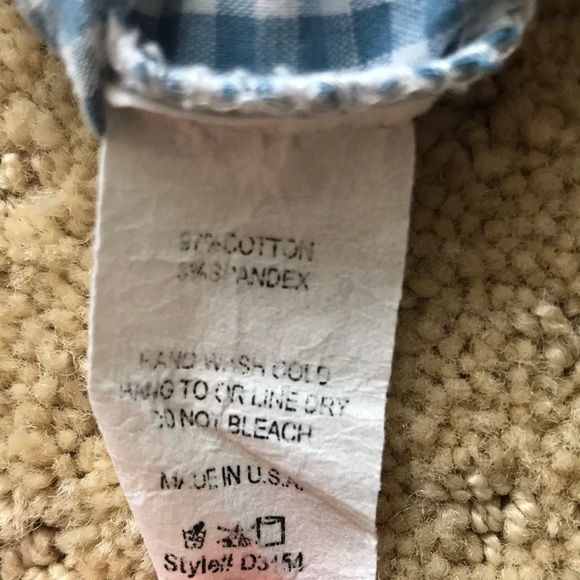 97%COTTON
3%SPANDEX
HAND WASH COLD
HANG TO OR LINE DRY
DO NOT BLEACH
MADE IN U.S.A.
Style# D3154